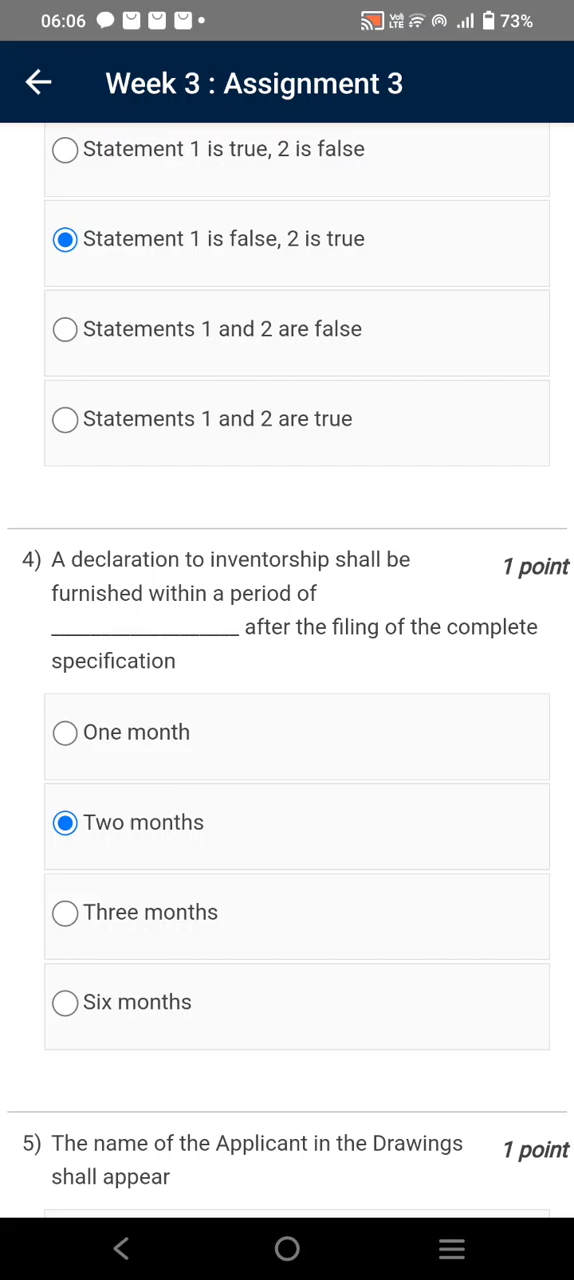 06:06
Vo) LTE 73%
Week 3 : Assignment 3
Statement 1 is true, 2 is false
Statement 1 is false, 2 is true
Statements 1 and 2 are false
Statements 1 and 2 are true
4) A declaration to inventorship shall be 1 point
furnished within a period of
_________________ after the filing of the complete
specification
One month
Two months
Three months
Six months
5) The name of the Applicant in the Drawings 1 point
shall appear